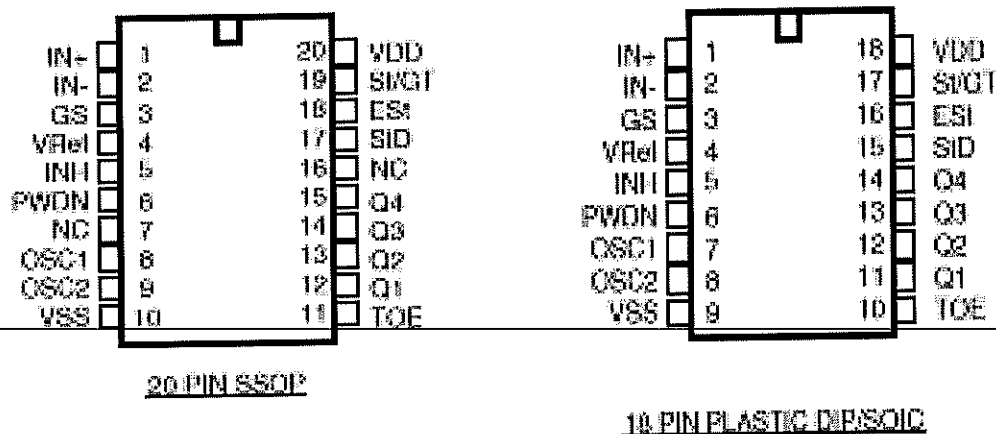 IN+ 1 20 VDD
IN- 2 19 St/GT
GS 3 18 ESt
VRef 4 17 StD
INH 5 16 NC
PWDN 6 15 Q4
NC 7 14 Q3
OSC1 8 13 Q2
OSC2 9 12 Q1
VSS 10 11 TOE
20 PIN SSOP
IN+ 1 18 VDD
IN- 2 17 St/GT
GS 3 16 ESt
VRef 4 15 StD
INH 5 14 Q4
PWDN 6 13 Q3
OSC1 7 12 Q2
OSC2 8 11 Q1
VSS 9 10 TOE
18 PIN PLASTIC DIP/SOIC